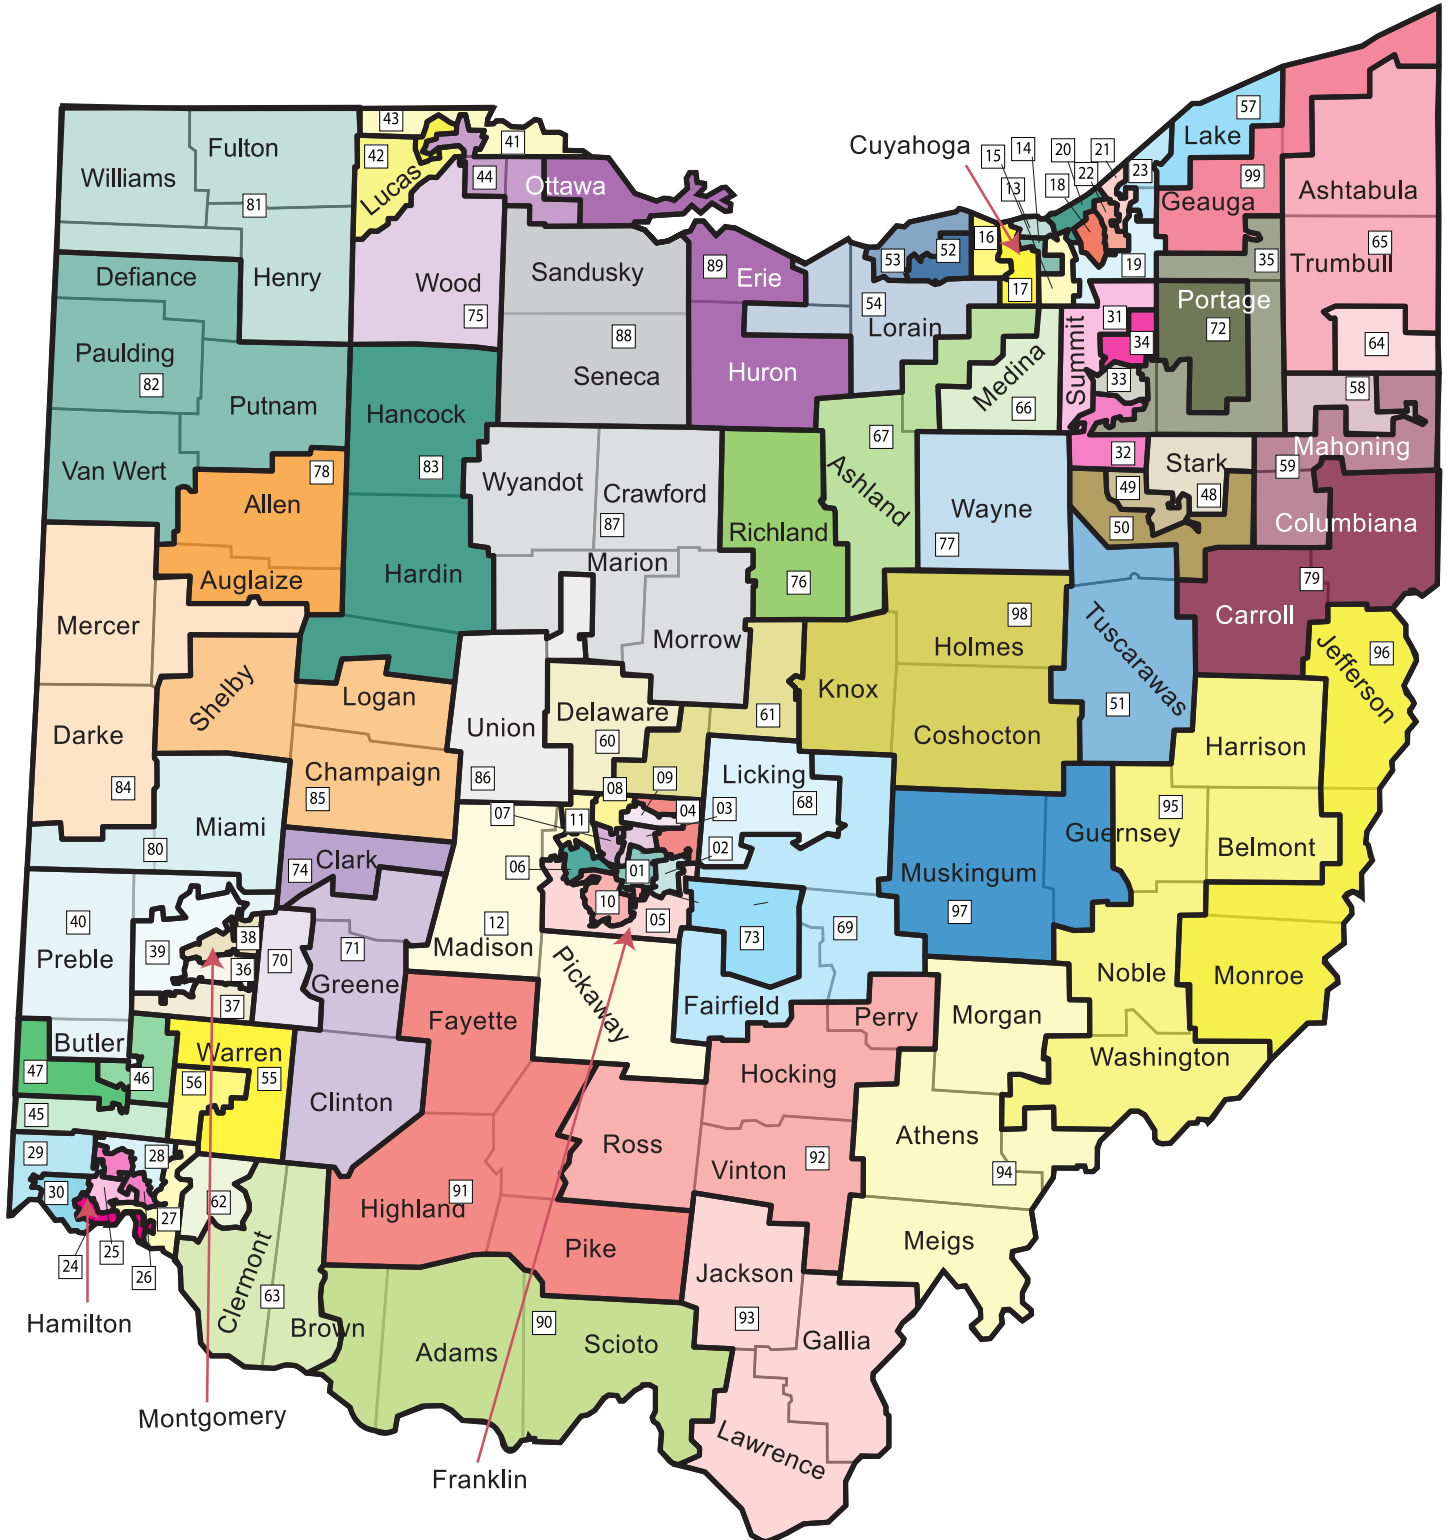 57
43
41
Lake
Cuyahoga
15
14
20
21
Fulton
42
Williams
44
Ottawa
13
18
22
23
99
Ashtabula
Lucas
Geauga
81
16
65
89
53
52
19
35
Trumbull
Defiance
Henry
Wood
Sandusky
Erie
17
54
Portage
75
Lorain
31
72
88
34
64
Paulding
82
Seneca
Huron
Medina
Summit
33
58
Putnam
Hancock
66
67
Mahoning
83
32
Stark
59
Van Wert
78
Wyandot
Ashland
49
48
Allen
Crawford
87
Richland
Wayne
50
Columbiana
77
Marion
Auglaize
Hardin
76
79
Mercer
98
Carroll
Morrow
Holmes
Tuscarawas
Jefferson
96
Shelby
Logan
Knox
51
Delaware
61
Union
Darke
60
Coshocton
Harrison
Champaign
86
Licking
84
85
08
09
68
95
Miami
07
11
04
03
Guernsey
80
Clark
06
02
Belmont
74
01
Muskingum
40
10
05
97
12
69
38
71
73
39
Preble
70
Madison
36
Greene
Noble
Monroe
Pickaway
37
Fairfield
Perry
Morgan
Fayette
Butler
Warren
Washington
47
46
56
55
Hocking
Clinton
45
Ross
Athens
29
28
92
Vinton
94
30
62
91
Highland
27
25
Pike
Meigs
24
26
Jackson
Clermont
63
Hamilton
93
90
Brown
Gallia
Adams
Scioto
Montgomery
Lawrence
Franklin